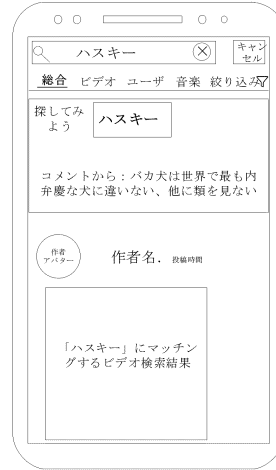 ハスキー
キャン
セル
総合 ビデオ ユーザ 音楽 絞り込み
探してみ
よう
ハスキー
コメントから：バカ犬は世界で最も内
弁慶な犬に違いない、他に類を見ない
作者
アバター
作者名. 投稿時間
「ハスキー」にマッチン
グするビデオ検索結果